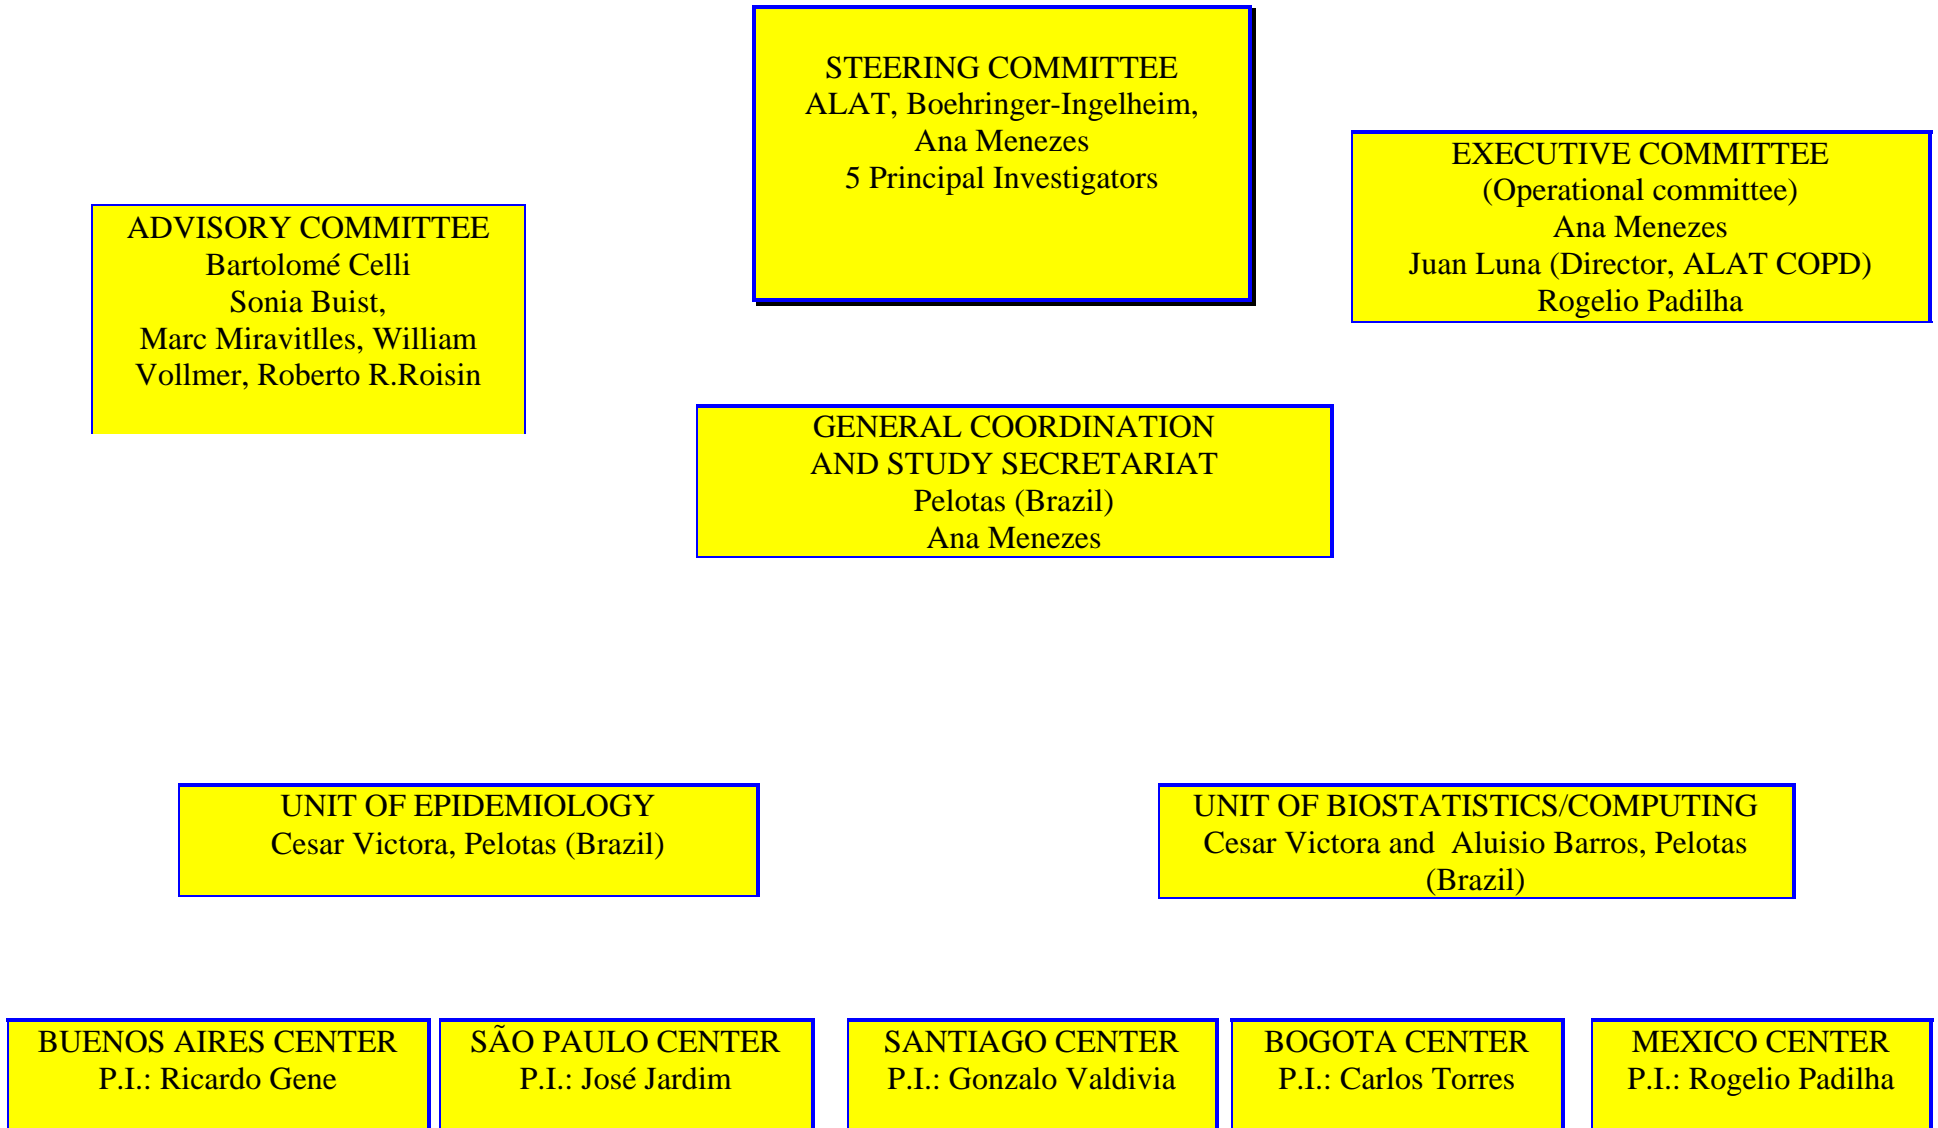 STEERING COMMITTEE
ALAT, Boehringer-Ingelheim,
Ana Menezes
5 Principal Investigators
EXECUTIVE COMMITTEE
(Operational committee)
Ana Menezes
Juan Luna (Director, ALAT COPD)
Rogelio Padilha
ADVISORY COMMITTEE
Bartolomé Celli
Sonia Buist,
Marc Miravitlles, William
Vollmer, Roberto R.Roisin
GENERAL COORDINATION
AND STUDY SECRETARIAT
Pelotas (Brazil)
Ana Menezes
UNIT OF EPIDEMIOLOGY
Cesar Victora, Pelotas (Brazil)
UNIT OF BIOSTATISTICS/COMPUTING
Cesar Victora and  Aluisio Barros, Pelotas
(Brazil)
BUENOS AIRES CENTER
P.I.: Ricardo Gene
SÃO PAULO CENTER
P.I.: José Jardim
SANTIAGO CENTER
P.I.: Gonzalo Valdivia
BOGOTA CENTER
P.I.: Carlos Torres
MEXICO CENTER
P.I.: Rogelio Padilha